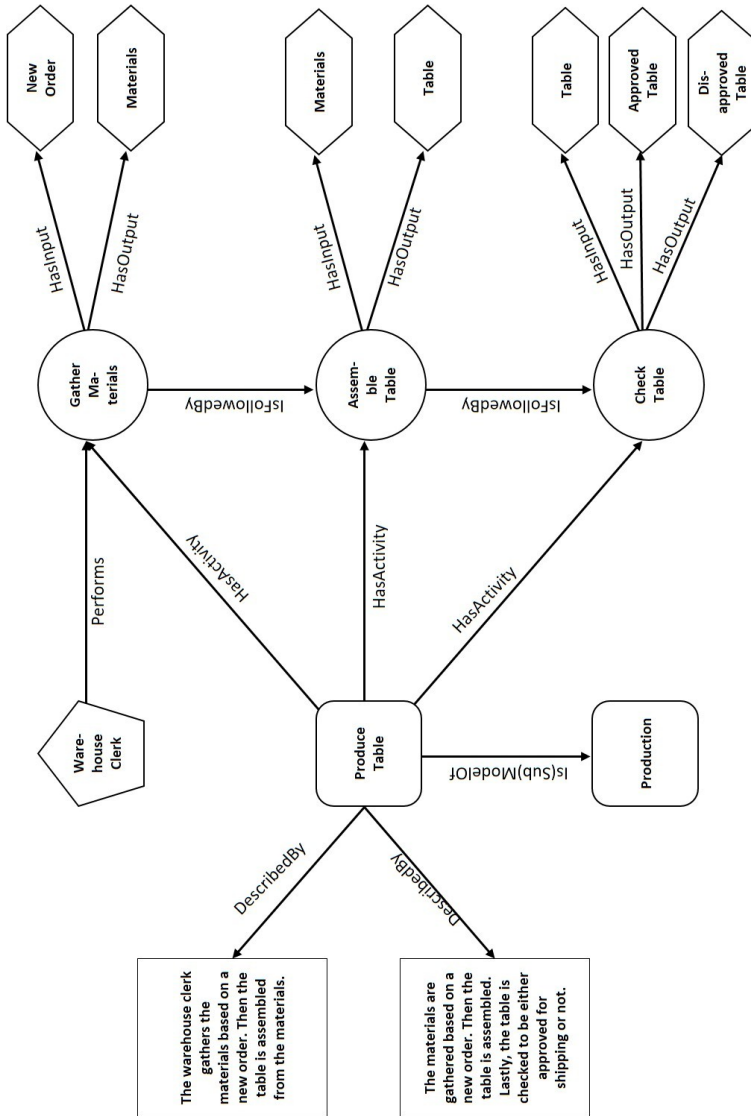 New
Order
Materials
Materials
Table
Table
Approved
Table
Dis-
approved
Table
HasInput
HasOutput
HasInput
HasOutput
HasInput
HasOutput
HasOutput
Gather
Ma-
terials
IsFollowedBy
Assem-
ble
Table
IsFollowedBy
Check
Table
Performs
HasActivity
HasActivity
HasActivity
Ware-
house
Clerk
Produce
Table
Is(Sub)ModelOf
Production
DescribedBy
DescribedBy
The warehouse clerk
gathers the
materials based on a
new order. Then the
table is assembled
from the materials.
The materials are
gathered based on a
new order. Then the
table is assembled.
Lastly, the table is
checked to be either
approved for
shipping or not.